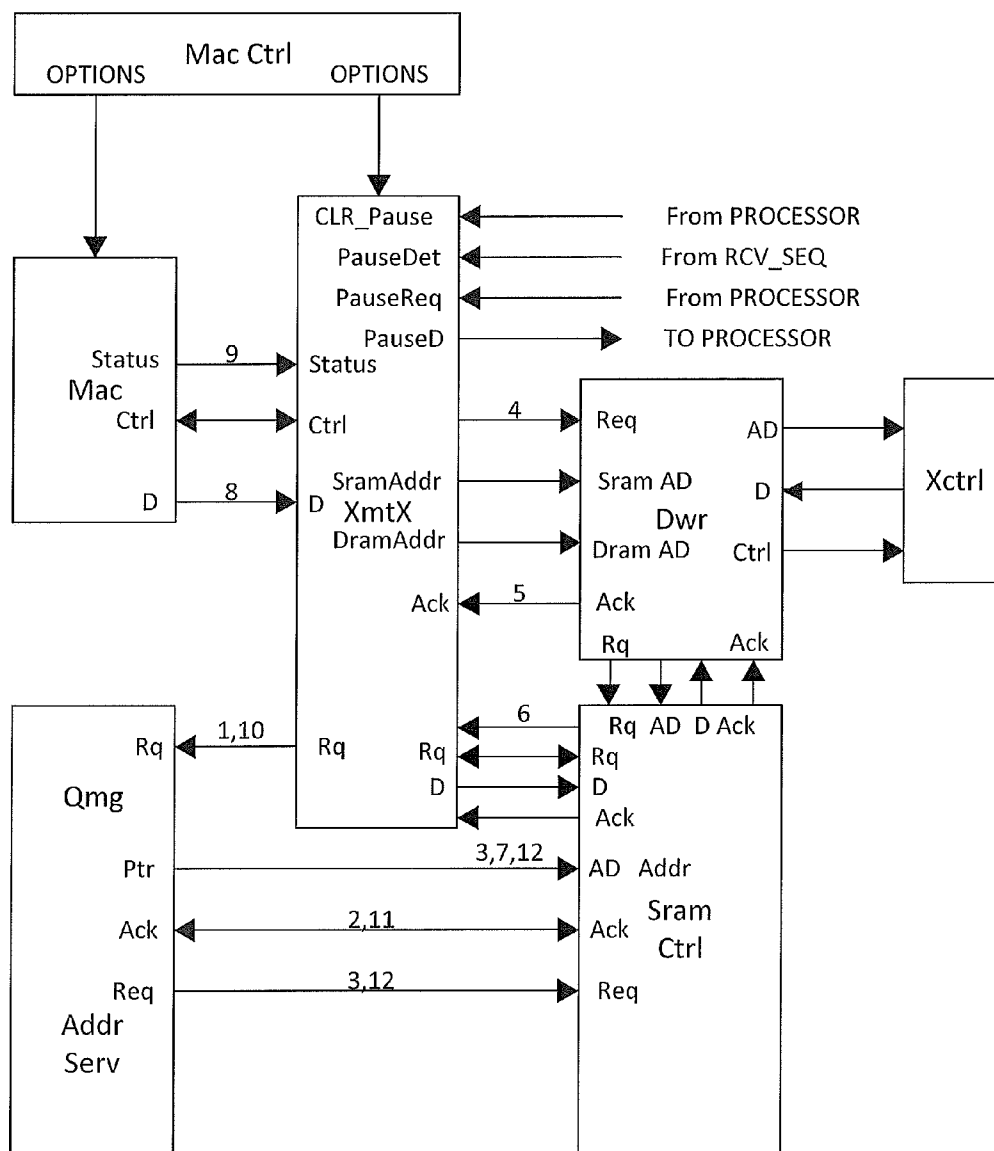 Mac Ctrl
OPTIONS OPTIONS
CLR_Pause From PROCESSOR
PauseDet From RCV_SEQ
PauseReq From PROCESSOR
PauseD TO PROCESSOR
Status 9 Status
Mac
Ctrl Ctrl 4 Req AD
SramAddr Sram AD D Xctrl
D 8 D XmtX Dwr
DramAddr Dram AD Ctrl
Ack 5 Ack
Rq Ack
6 Rq AD D Ack
Rq 1,10 Rq Rq Rq
Qmg D D
Ack
Ptr 3,7,12 AD Addr
Sram
Ack 2,11 Ack Ctrl
Req 3,12 Req
Addr
Serv